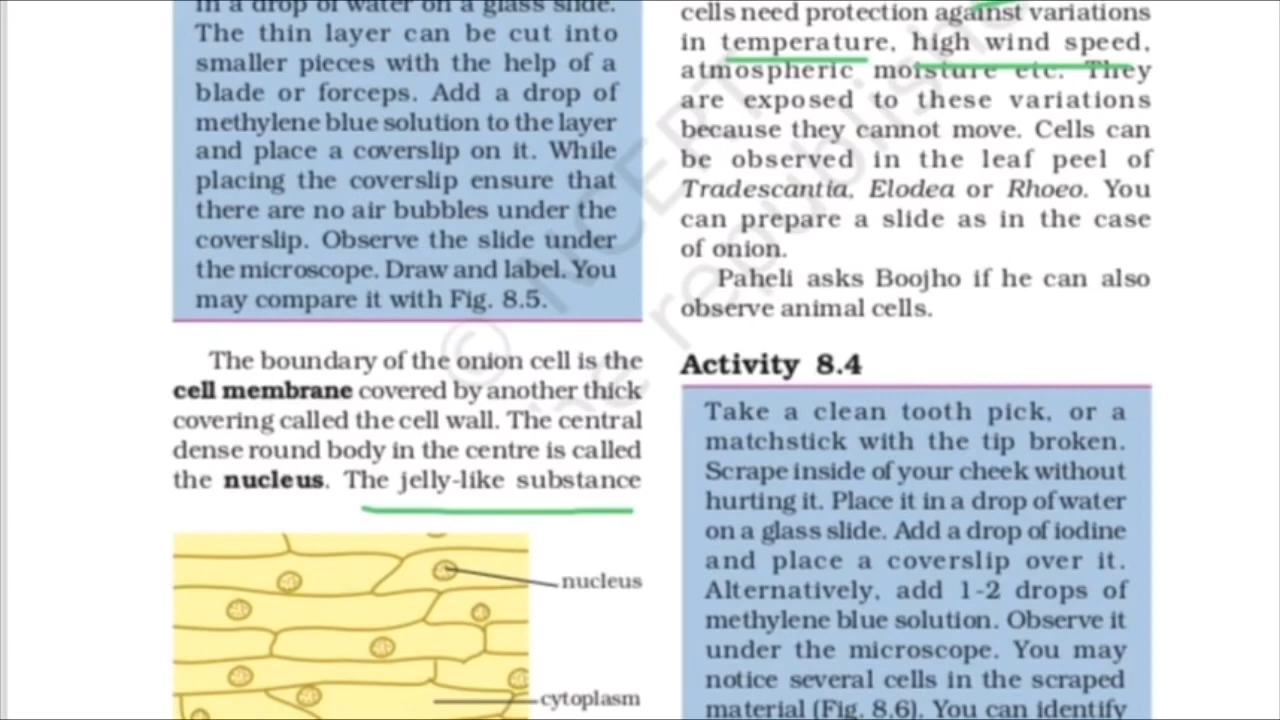 in a drop of water on a glass slide.
The thin layer can be cut into
smaller pieces with the help of a
blade or forceps. Add a drop of
methylene blue solution to the layer
and place a coverslip on it. While
placing the coverslip ensure that
there are no air bubbles under the
coverslip. Observe the slide under
the microscope. Draw and label. You
may compare it with Fig. 8.5.
The boundary of the onion cell is the
cell membrane covered by another thick
covering called the cell wall. The central
dense round body in the centre is called
the nucleus. The jelly-like substance
nucleus
cytoplasm
cells need protection against variations
in temperature, high wind speed,
atmospheric moisture etc. They
are exposed to these variations
because they cannot move. Cells can
be observed in the leaf peel of
Tradescantia, Elodea or Rhoeo. You
can prepare a slide as in the case
of onion.
Paheli asks Boojho if he can also
observe animal cells.
Activity 8.4
Take a clean tooth pick, or a
matchstick with the tip broken.
Scrape inside of your cheek without
hurting it. Place it in a drop of water
on a glass slide. Add a drop of iodine
and place a coverslip over it.
Alternatively, add 1-2 drops of
methylene blue solution. Observe it
under the microscope. You may
notice several cells in the scraped
material (Fig. 8.6). You can identify
© NCERT
be republished